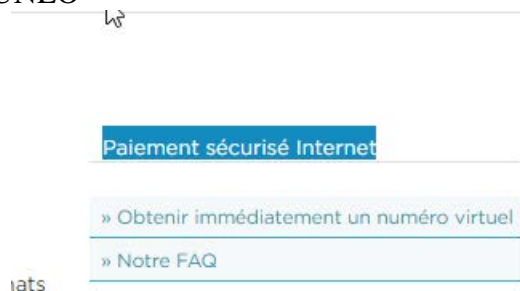 Paiement sécurisé Internet
» Obtenir immédiatement un numéro virtuel
» Notre FAQ